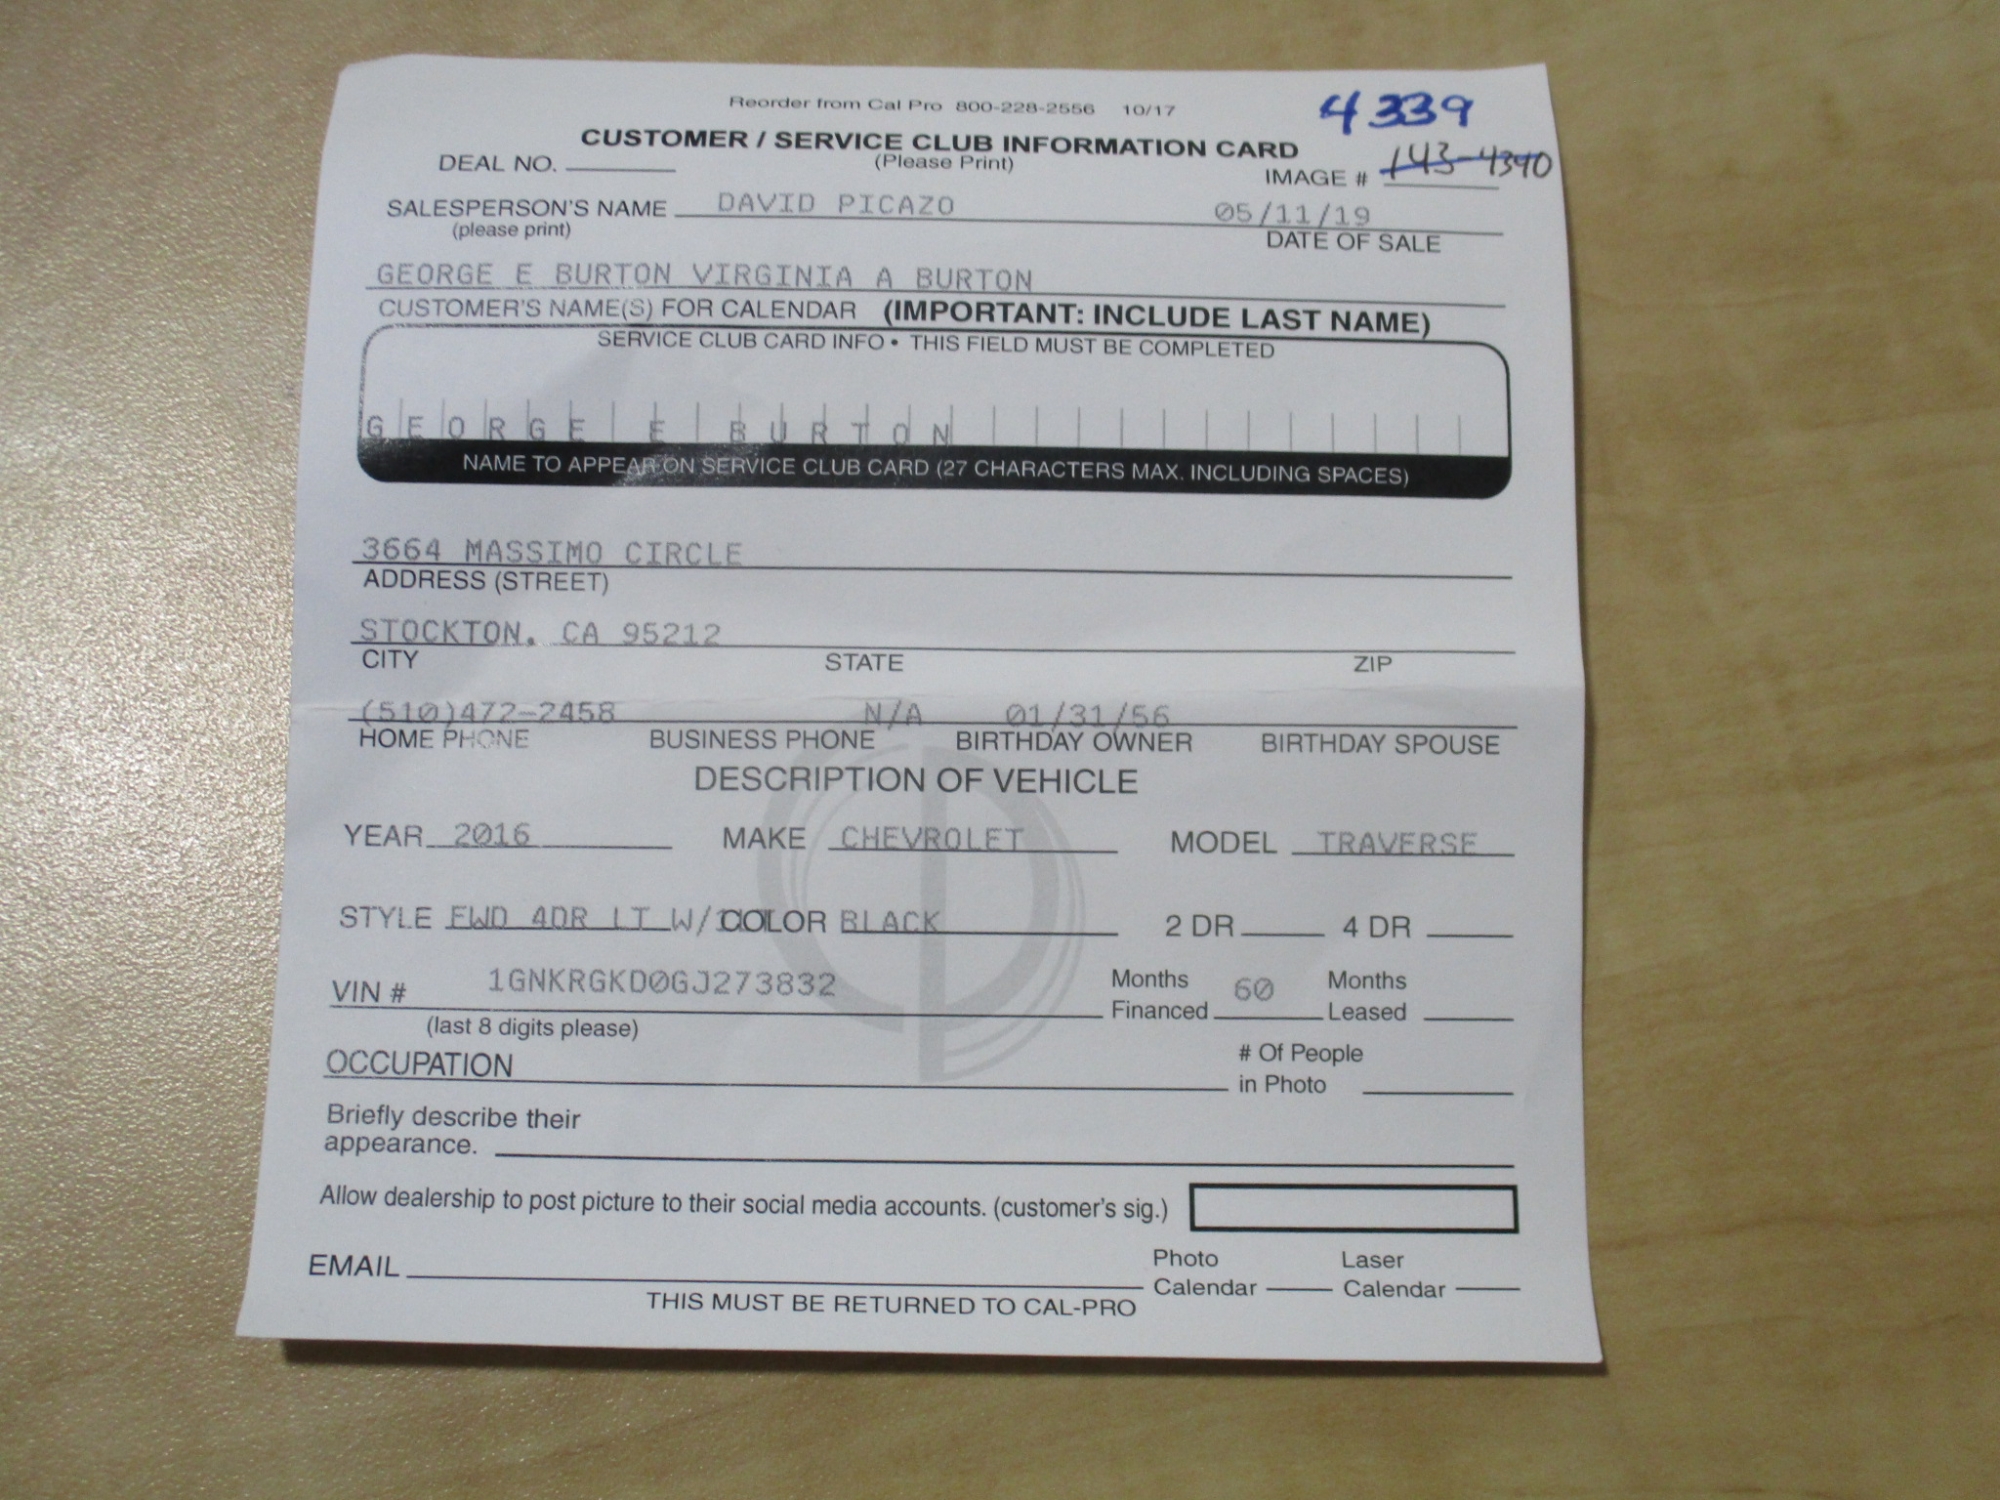 Reorder from Cal Pro 800-228-2556 10/17
4339
CUSTOMER / SERVICE CLUB INFORMATION CARD
DEAL NO. (Please Print) IMAGE # 143-4340
SALESPERSON'S NAME DAVID PICAZO 05/11/19
(please print) DATE OF SALE
GEORGE E BURTON VIRGINIA A BURTON
CUSTOMER'S NAME(S) FOR CALENDAR (IMPORTANT: INCLUDE LAST NAME)
SERVICE CLUB CARD INFO • THIS FIELD MUST BE COMPLETED
GEORGE E BURTON
NAME TO APPEAR ON SERVICE CLUB CARD (27 CHARACTERS MAX. INCLUDING SPACES)
3664 MASSIMO CIRCLE
ADDRESS (STREET)
STOCKTON, CA 95212
CITY STATE ZIP
(510)472-2458 N/A 01/31/56
HOME PHONE BUSINESS PHONE BIRTHDAY OWNER BIRTHDAY SPOUSE
DESCRIPTION OF VEHICLE
YEAR 2016 MAKE CHEVROLET MODEL TRAVERSE
STYLE FWD 4DR LT W/ COLOR BLACK 2 DR 4 DR
VIN # 1GNKRGKD0GJ273832 Months Financed 60 Months Leased
(last 8 digits please)
OCCUPATION # Of People in Photo
Briefly describe their
appearance.
Allow dealership to post picture to their social media accounts. (customer's sig.)
EMAIL Photo Calendar Laser Calendar
THIS MUST BE RETURNED TO CAL-PRO